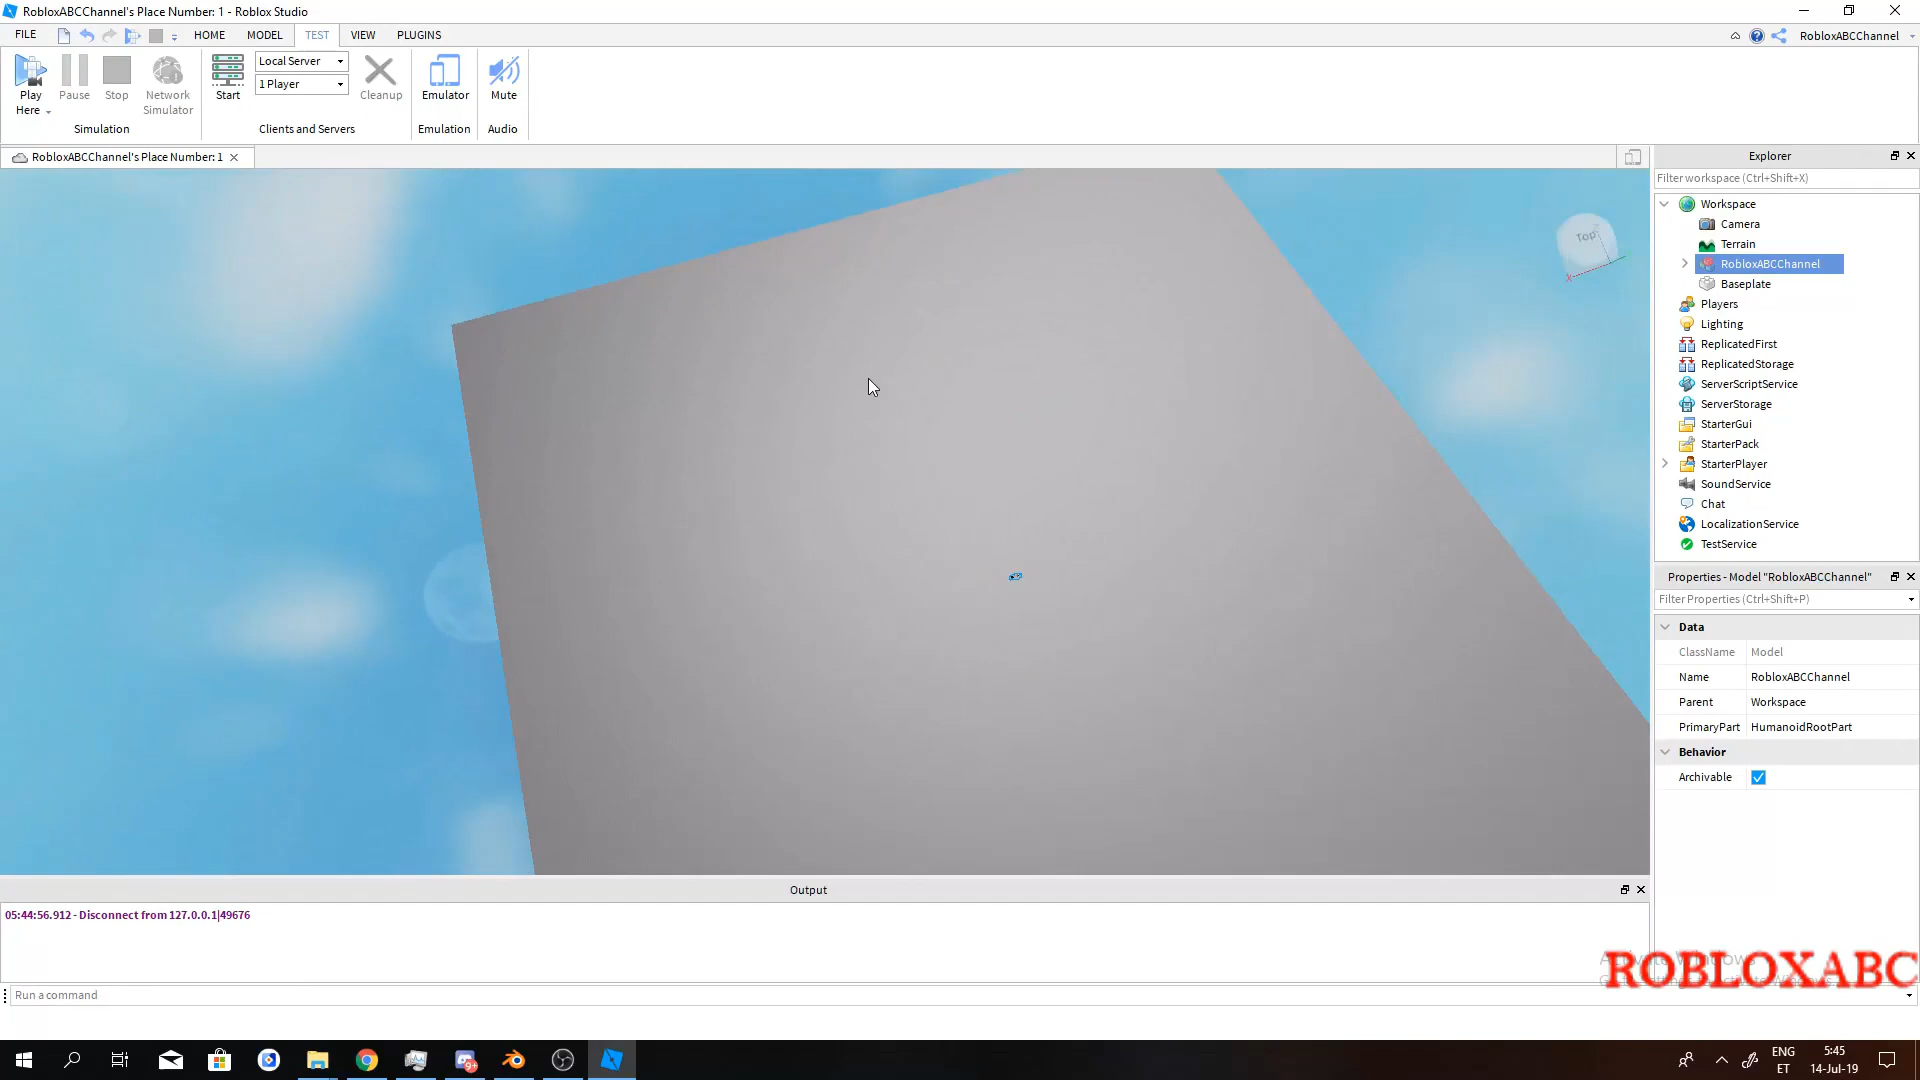 RobloxABCChannel's Place Number: 1 - Roblox Studio
FILE HOME MODEL TEST VIEW PLUGINS RobloxABCChannel
Play Here Pause Stop Network Simulator Start Local Server 1 Player Cleanup Emulator Mute
Simulation Clients and Servers Emulation Audio
RobloxABCChannel's Place Number: 1
Top
Explorer
Filter workspace (Ctrl+Shift+X)
Workspace
Camera
Terrain
RobloxABCChannel
Baseplate
Players
Lighting
ReplicatedFirst
ReplicatedStorage
ServerScriptService
ServerStorage
StarterGui
StarterPack
StarterPlayer
SoundService
Chat
LocalizationService
TestService
Properties - Model "RobloxABCChannel"
Filter Properties (Ctrl+Shift+P)
Data
ClassName Model
Name RobloxABCChannel
Parent Workspace
PrimaryPart HumanoidRootPart
Behavior
Archivable
Output
05:44:56.912 - Disconnect from 127.0.0.1|49676
Activate Windows
ROBLOXABC
Run a command
9+
ENG
ET
5:45
14-Jul-19